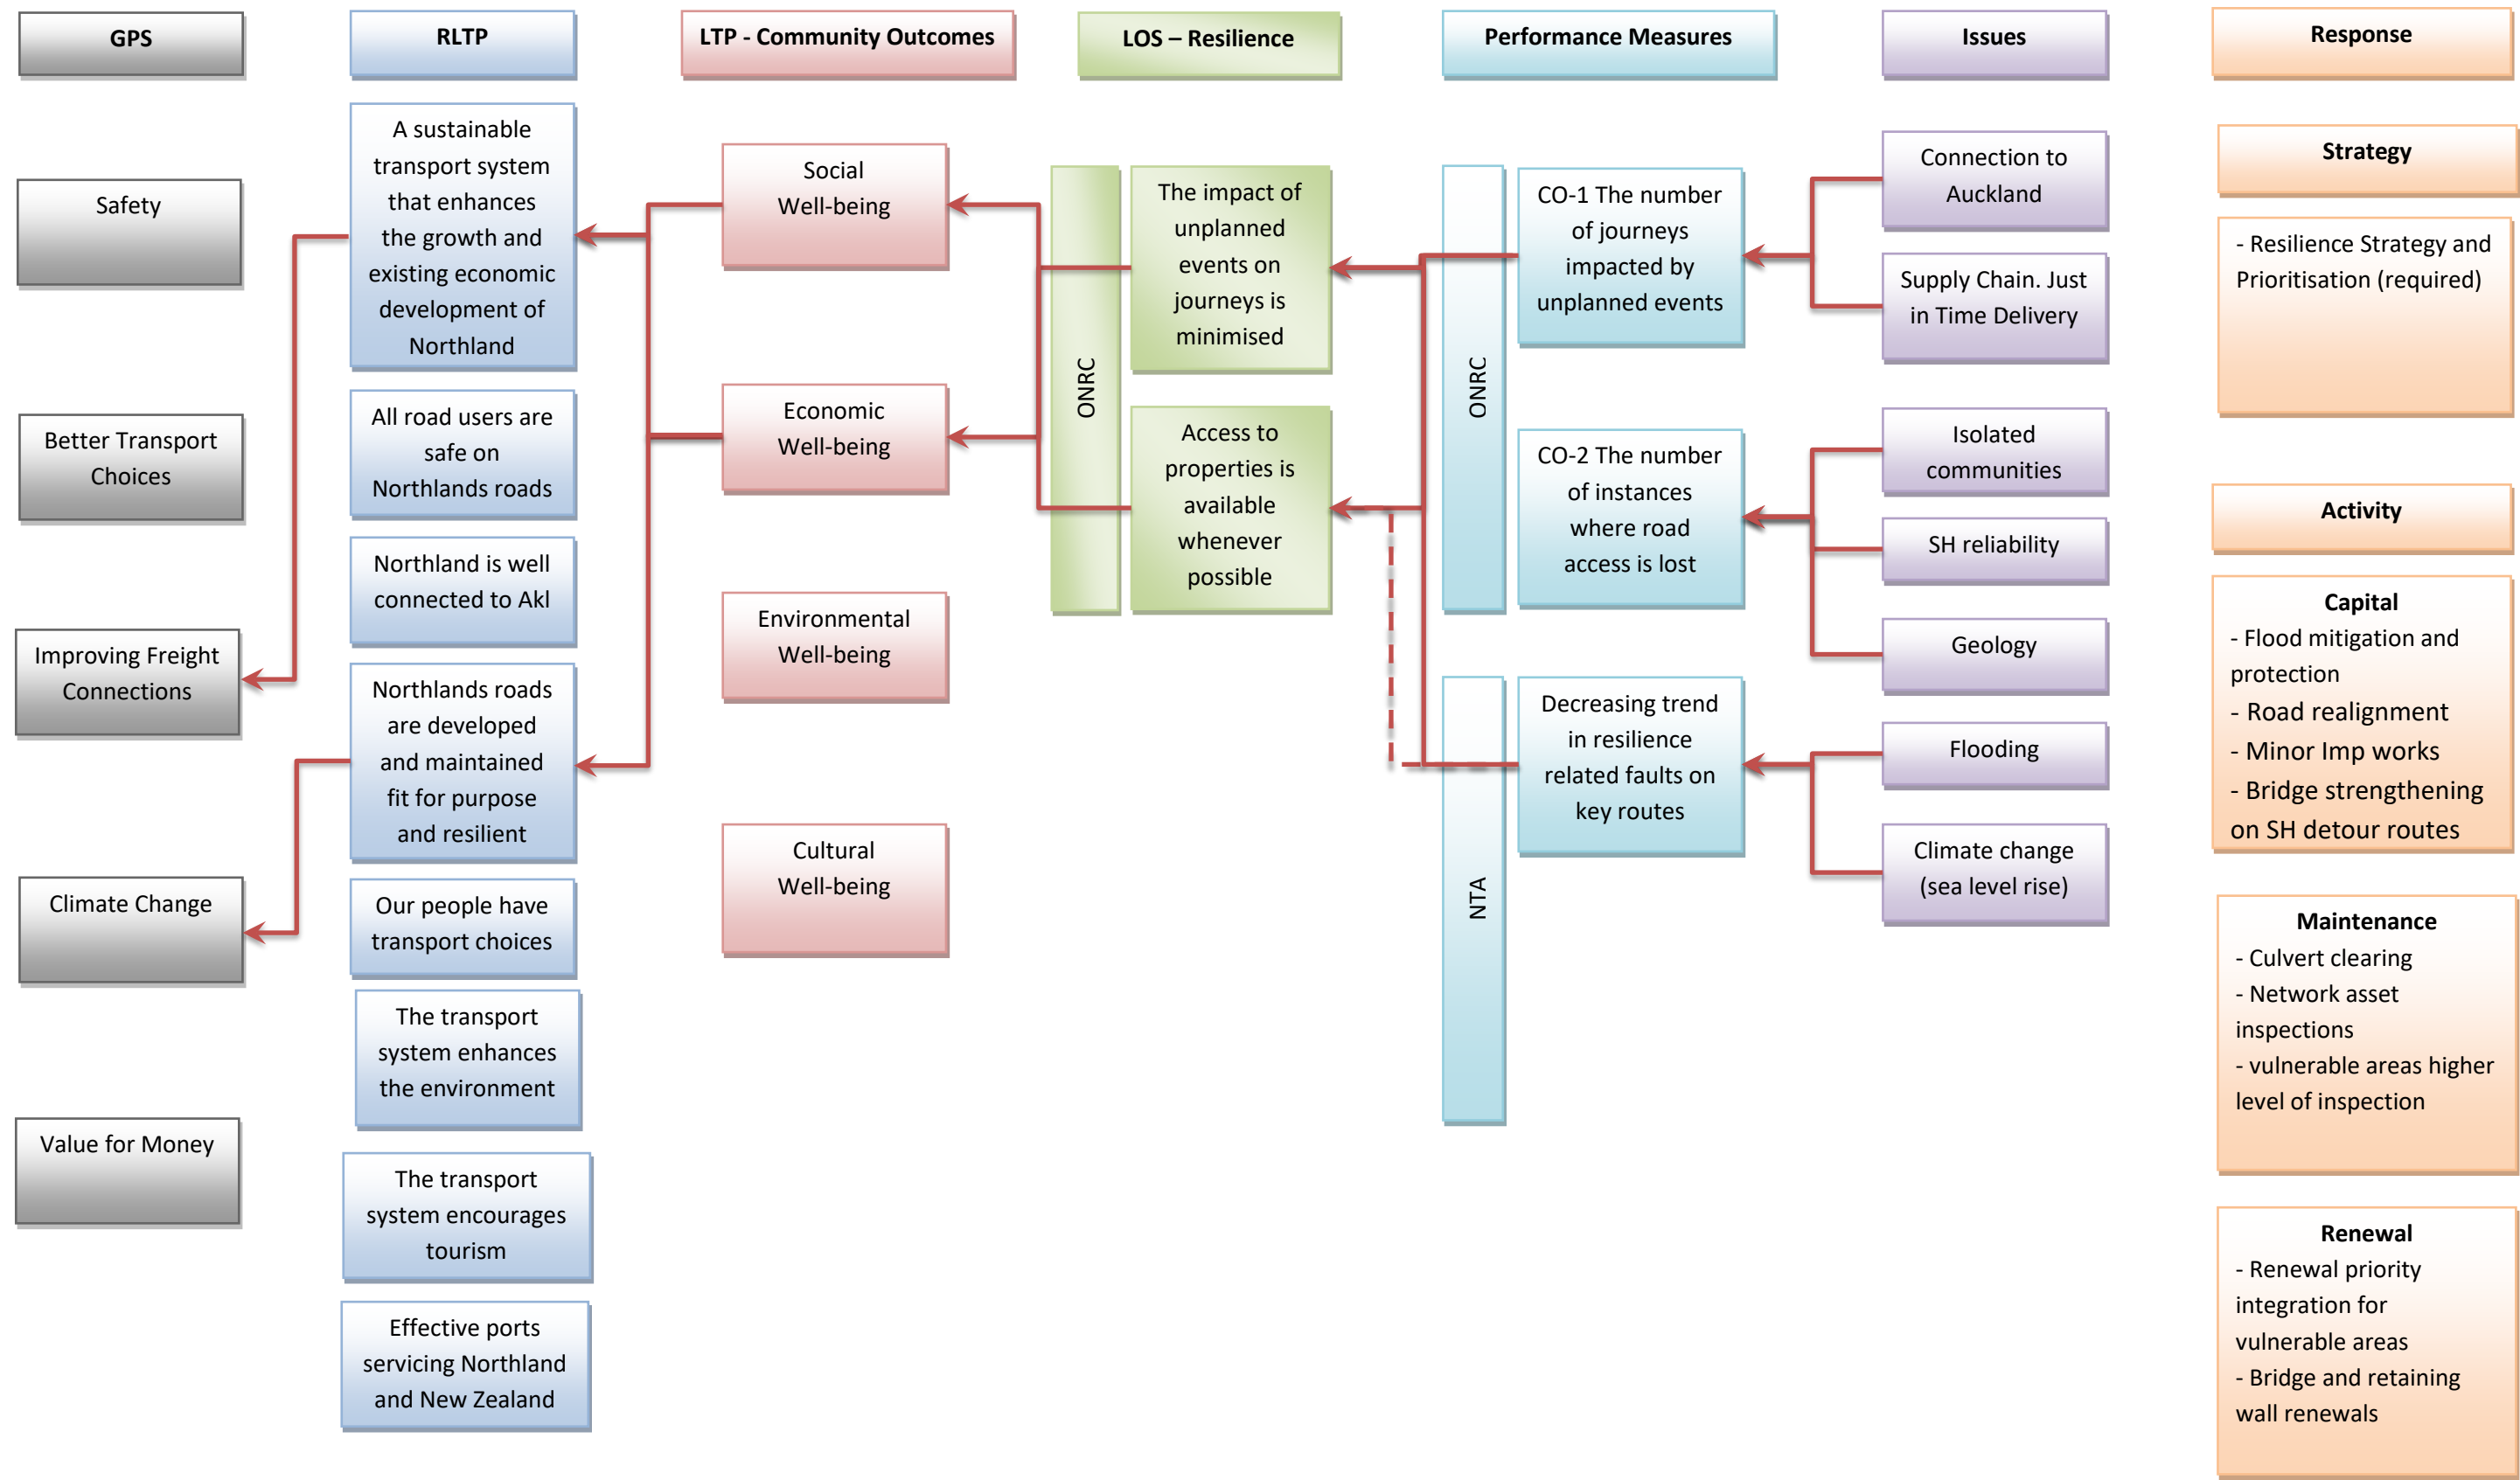 GPS
RLTP
LTP - Community Outcomes
LOS – Resilience
Performance Measures
Issues
Response
Safety
Better Transport
Choices
Improving Freight
Connections
Climate Change
Value for Money
A sustainable
transport system
that enhances
the growth and
existing economic
development of
Northland
All road users are
safe on
Northlands roads
Northland is well
connected to Akl
Northlands roads
are developed
and maintained
fit for purpose
and resilient
Our people have
transport choices
The transport
system enhances
the environment
The transport
system encourages
tourism
Effective ports
servicing Northland
and New Zealand
Social
Well-being
Economic
Well-being
Environmental
Well-being
Cultural
Well-being
ONRC
The impact of
unplanned
events on
journeys is
minimised
Access to
properties is
available
whenever
possible
ONRC
NTA
CO-1 The number
of journeys
impacted by
unplanned events
CO-2 The number
of instances
where road
access is lost
Decreasing trend
in resilience
related faults on
key routes
Connection to
Auckland
Supply Chain. Just
in Time Delivery
Isolated
communities
SH reliability
Geology
Flooding
Climate change
(sea level rise)
Strategy
- Resilience Strategy and
Prioritisation (required)
Activity
Capital
- Flood mitigation and
protection
- Road realignment
- Minor Imp works
- Bridge strengthening
on SH detour routes
Maintenance
- Culvert clearing
- Network asset
inspections
- vulnerable areas higher
level of inspection
Renewal
- Renewal priority
integration for
vulnerable areas
- Bridge and retaining
wall renewals